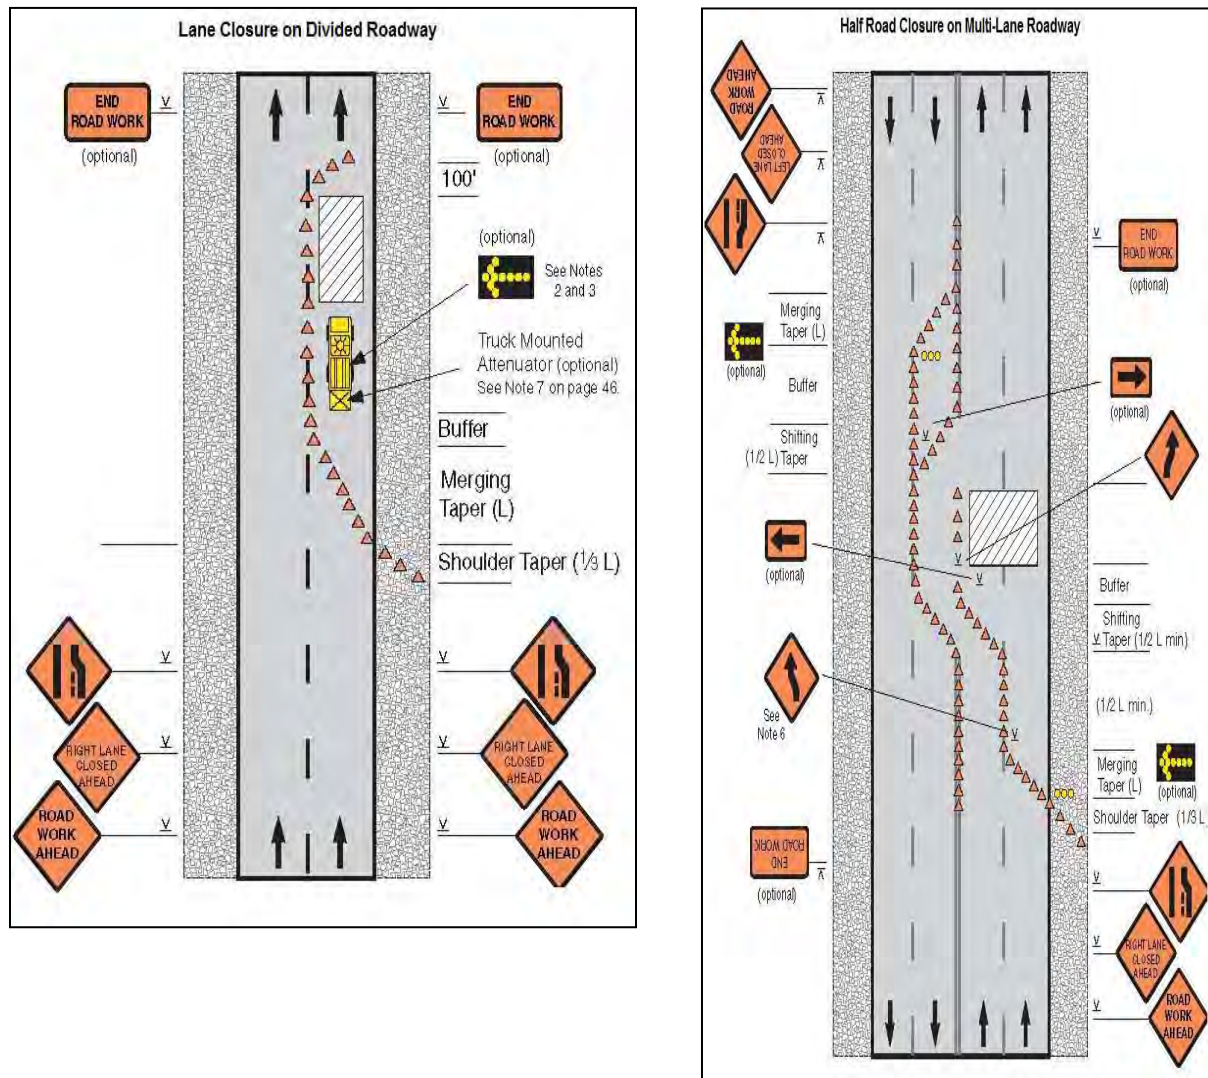 Lane Closure on Divided Roadway
END
ROAD WORK
(optional)
END
ROAD WORK
(optional)
100'
(optional)
See Notes
2 and 3
Truck Mounted
Attenuator (optional)
See Note 7 on page 46.
Buffer
Merging
Taper (L)
Shoulder Taper (1/3 L)
RIGHT LANE
CLOSED
AHEAD
ROAD
WORK
AHEAD
RIGHT LANE
CLOSED
AHEAD
ROAD
WORK
AHEAD
Half Road Closure on Multi-Lane Roadway
ROAD
WORK
AHEAD
LEFT LANE
CLOSED
AHEAD
END
ROAD WORK
(optional)
Merging
Taper (L)
(optional)
Buffer
Shifting
(1/2 L) Taper
(optional)
(optional)
Buffer
Shifting
Taper (1/2 L min)
See
Note 6
(1/2 L min.)
Merging
Taper (L)
(optional)
Shoulder Taper (1/3 L)
END
ROAD WORK
(optional)
RIGHT LANE
CLOSED
AHEAD
ROAD
WORK
AHEAD